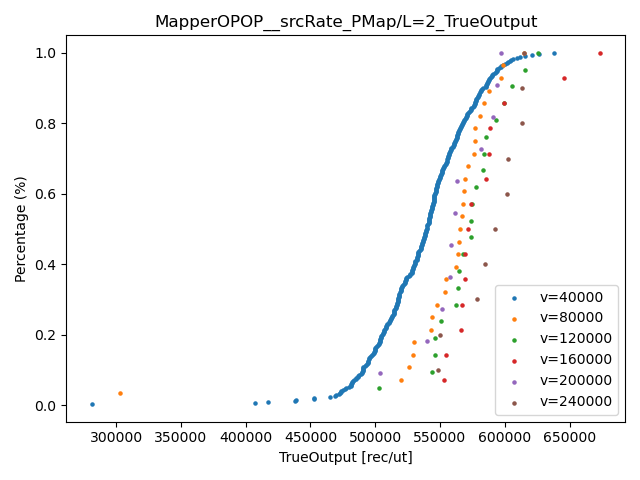 MapperOPOP__srcRate_PMap/L=2_TrueOutput
1.0
0.8
0.6
0.4
0.2
0.0
Percentage (%)
v=40000
v=80000
v=120000
v=160000
v=200000
v=240000
300000 350000 400000 450000 500000 550000 600000 650000
TrueOutput [rec/ut]